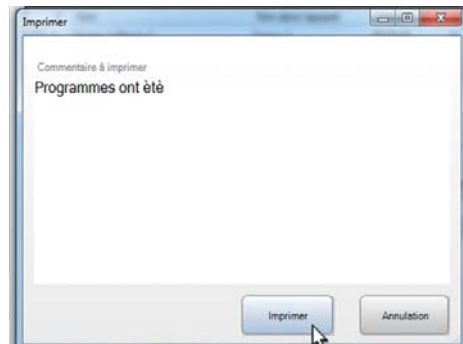 Imprimer
Commentaire à imprimer
Programmes ont ètè
Imprimer
Annulation